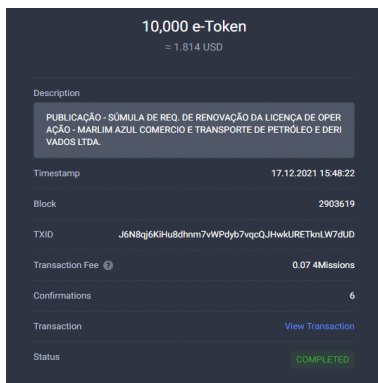 10,000 e-Token
≈ 1.814 USD
Description
PUBLICAÇÃO - SÚMULA DE REQ. DE RENOVAÇÃO DA LICENÇA DE OPER
AÇÃO - MARLIM AZUL COMERCIO E TRANSPORTE DE PETRÓLEO E DERI
VADOS LTDA.
Timestamp 17.12.2021 15:48:22
Block 2903619
TXID J6N8qj6KiHu8dhnm7vWPdyb7vqcQJHwkURETknLW7dUD
Transaction Fee ? 0.07 4Missions
Confirmations 6
Transaction View Transaction
Status COMPLETED